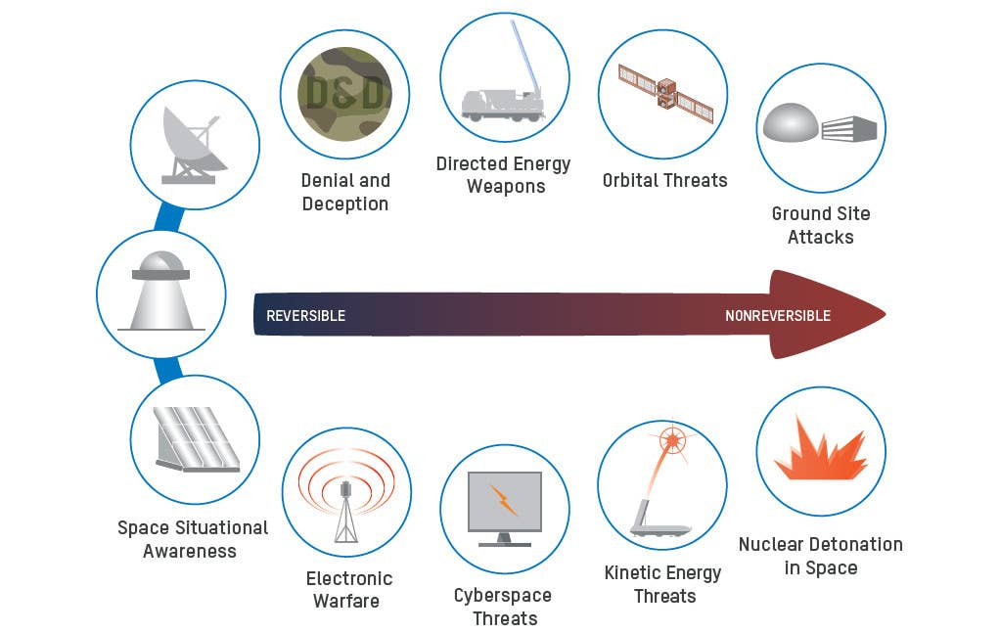 D&D
Denial and
Deception
Directed Energy
Weapons
Orbital Threats
Ground Site
Attacks
REVERSIBLE
NONREVERSIBLE
Space Situational
Awareness
Electronic
Warfare
Cyberspace
Threats
Kinetic Energy
Threats
Nuclear Detonation
in Space